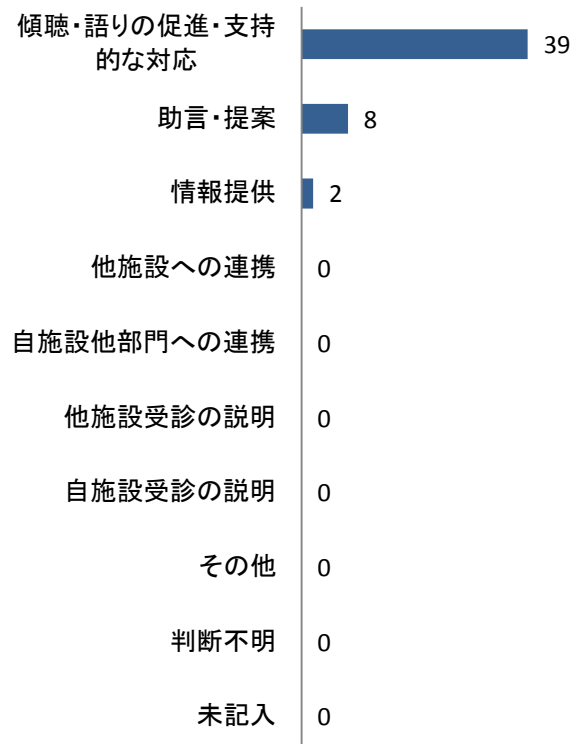 傾聴・語りの促進・支持
的な対応
39
助言・提案
8
情報提供
2
他施設への連携
0
自施設他部門への連携
0
他施設受診の説明
0
自施設受診の説明
0
その他
0
判断不明
0
未記入
0